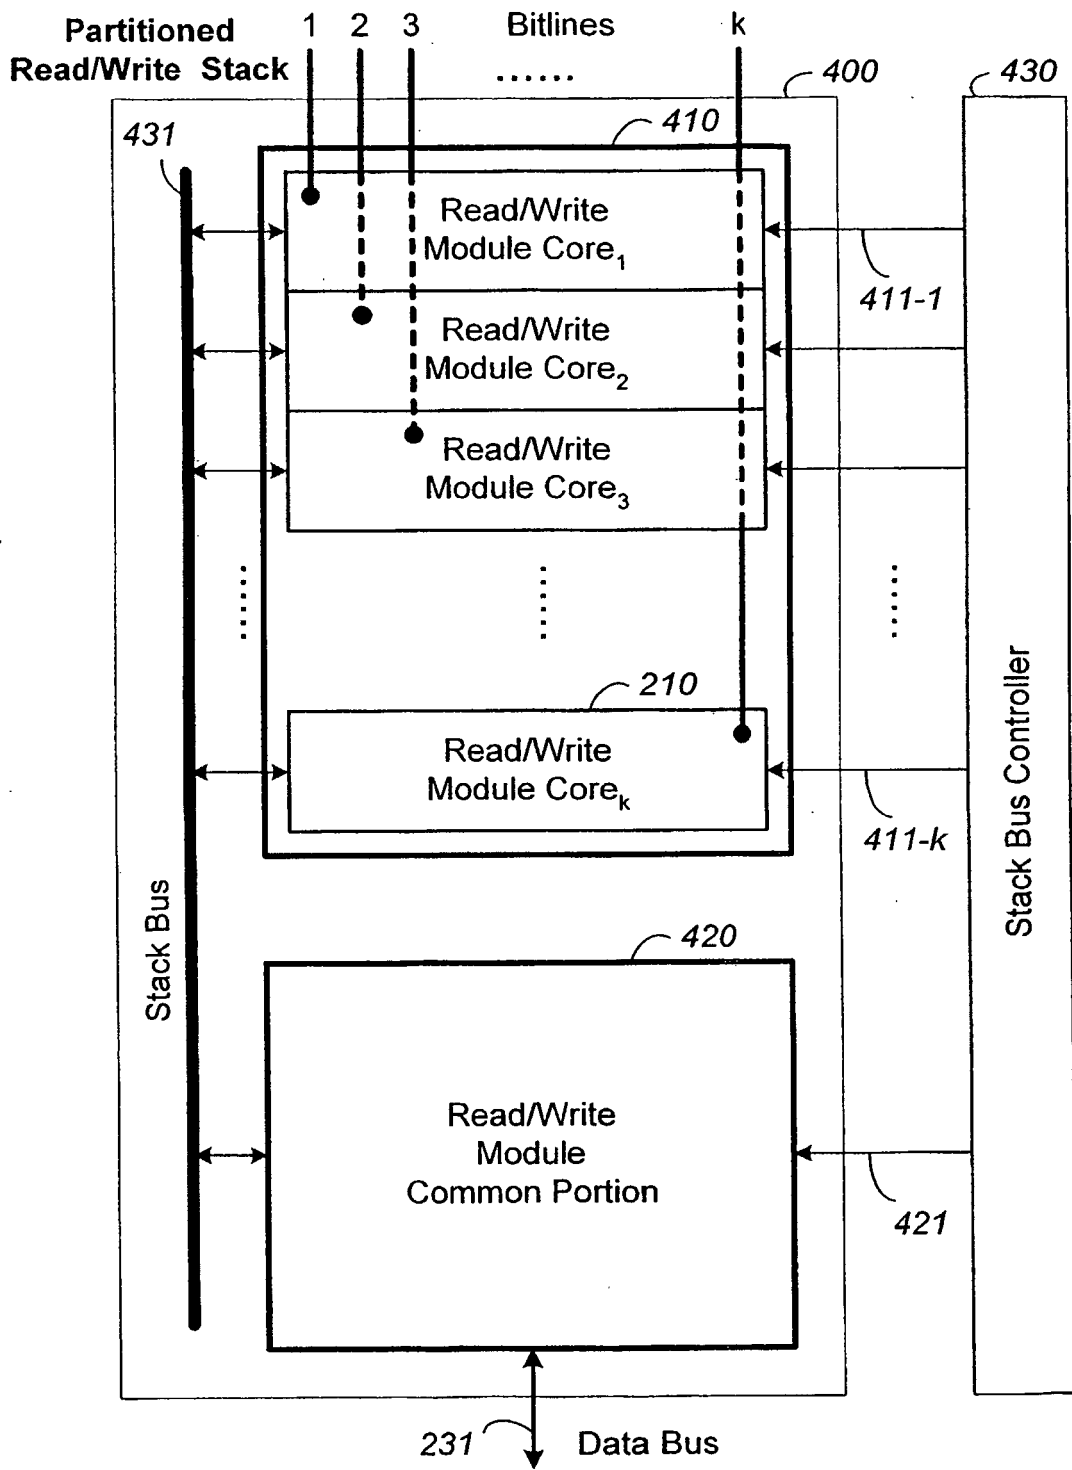 Partitioned
Read/Write Stack
1 2 3 Bitlines k
......
400
430
410
431
Read/Write
Module Core1
411-1
Read/Write
Module Core2
Read/Write
Module Core3
......
......
......
210
Read/Write
Module Corek
411-k
Stack Bus Controller
Stack Bus
420
Read/Write
Module
Common Portion
421
231
Data Bus